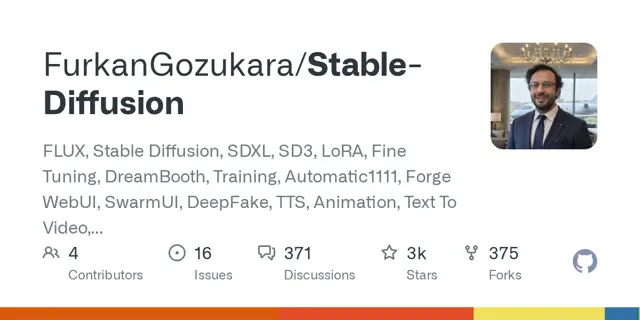 FurkanGozukara/Stable-
Diffusion
FLUX, Stable Diffusion, SDXL, SD3, LoRA, Fine
Tuning, DreamBooth, Training, Automatic1111, Forge
WebUI, SwarmUI, DeepFake, TTS, Animation, Text To
Video,...
4 16 371 3k 375
Contributors Issues Discussions Stars Forks